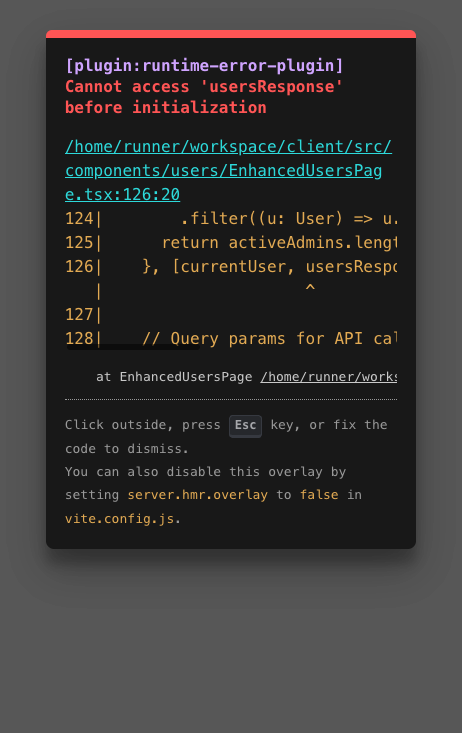 [plugin:runtime-error-plugin]
Cannot access 'usersResponse'
before initialization
/home/runner/workspace/client/src/
components/users/EnhancedUsersPag
e.tsx:126:20
124|        .filter((u: User) => u.
125|      return activeAdmins.lengt
126|    }, [currentUser, usersRespo
   |                     ^
127|
128|    // Query params for API cal
at EnhancedUsersPage /home/runner/works
Click outside, press Esc key, or fix the
code to dismiss.
You can also disable this overlay by
setting server.hmr.overlay to false in
vite.config.js.